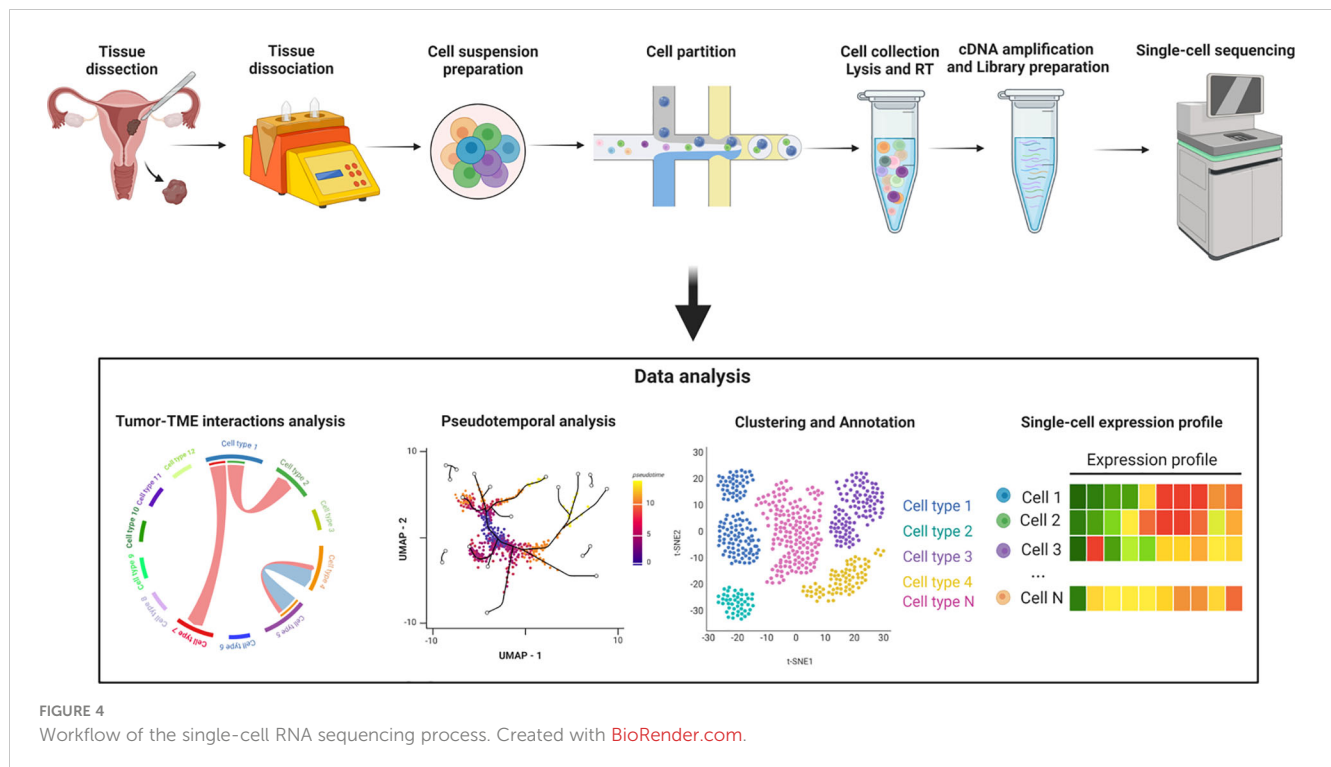 Tissue
dissection
Tissue
dissociation
Cell suspension
preparation
Cell partition
Cell collection
Lysis and RT
cDNA amplification
and Library preparation
Single-cell sequencing
Data analysis
Tumor-TME interactions analysis
Cell type 1
Cell type 2
Cell type 3
Cell type 4
Cell type 5
Cell type 6
Cell type 7
Cell type 8
Cell type 9
Cell type 10
Cell type 11
Cell type 12
Pseudotemporal analysis
10
-10
-10
10
UMAP - 2
UMAP - 1
pseudotime
10
5
0
Clustering and Annotation
30
20
10
0
-10
-20
-30
t-SNE2
-30
-20
-10
0
10
20
30
t-SNE1
Cell type 1
Cell type 2
Cell type 3
Cell type 4
Cell type N
Single-cell expression profile
Expression profile
Cell 1
Cell 2
Cell 3
...
Cell N
FIGURE 4
Workflow of the single-cell RNA sequencing process. Created with BioRender.com.